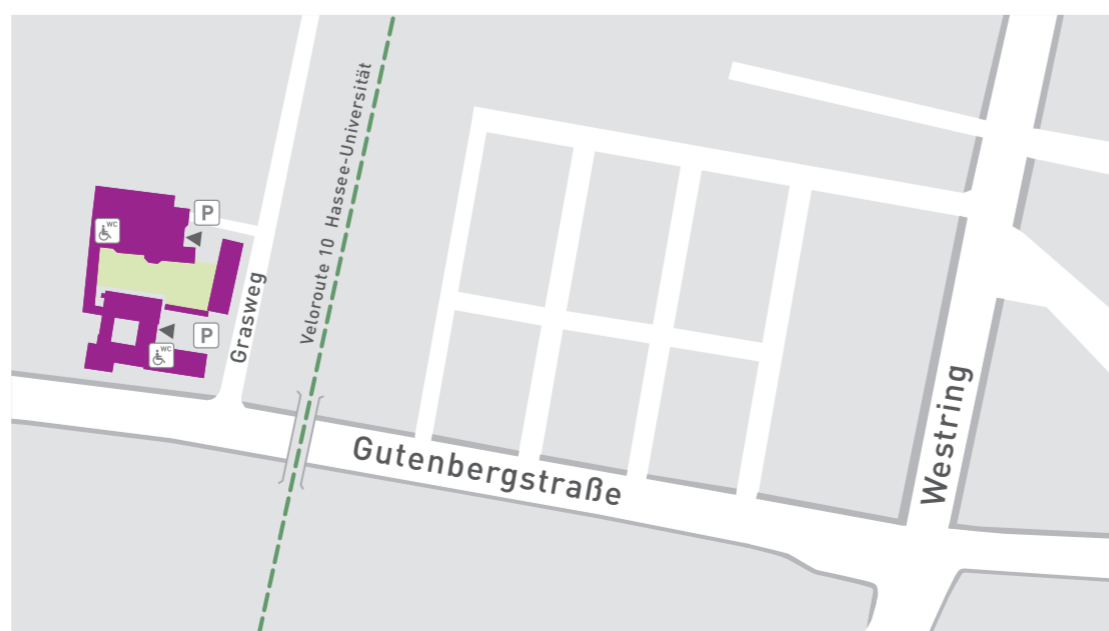 Veloroute 10 Hassee-Universität
WC
P
Grasweg
P
WC
Westring
Gutenbergstraße